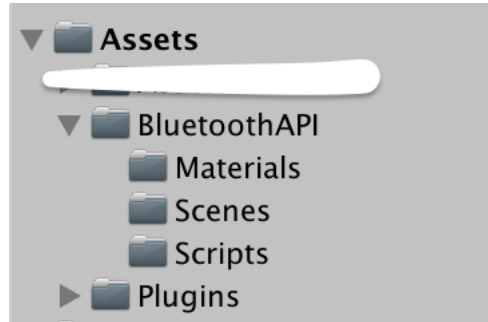 Assets
BluetoothAPI
Materials
Scenes
Scripts
Plugins